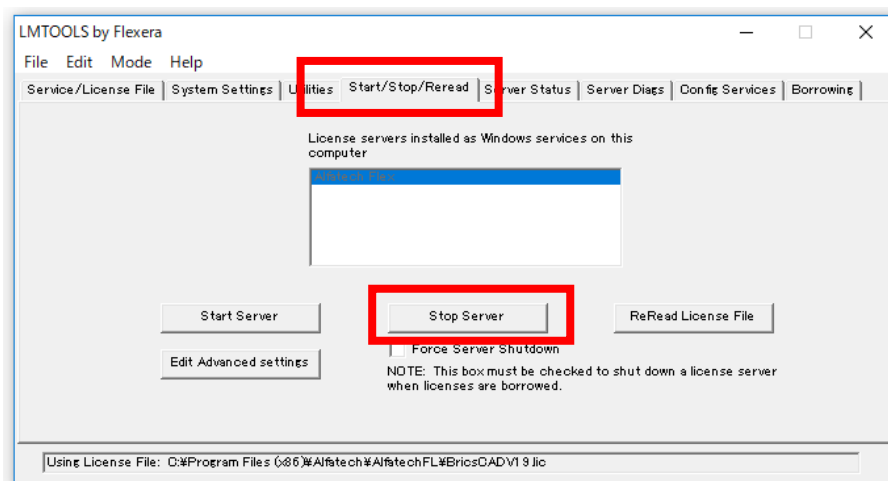 LMTOOLS by Flexera
File Edit Mode Help
Service/License File System Settings Utilities Start/Stop/Reread Server Status Server Diags Config Services Borrowing
License servers installed as Windows services on this
computer
Alfatech Flex
Start Server Stop Server ReRead License File
Force Server Shutdown
Edit Advanced settings
NOTE: This box must be checked to shut down a license server
when licenses are borrowed.
Using License File: C:¥Program Files (x86)¥Alfatech¥AlfatechFL¥BricsCADV19.lic